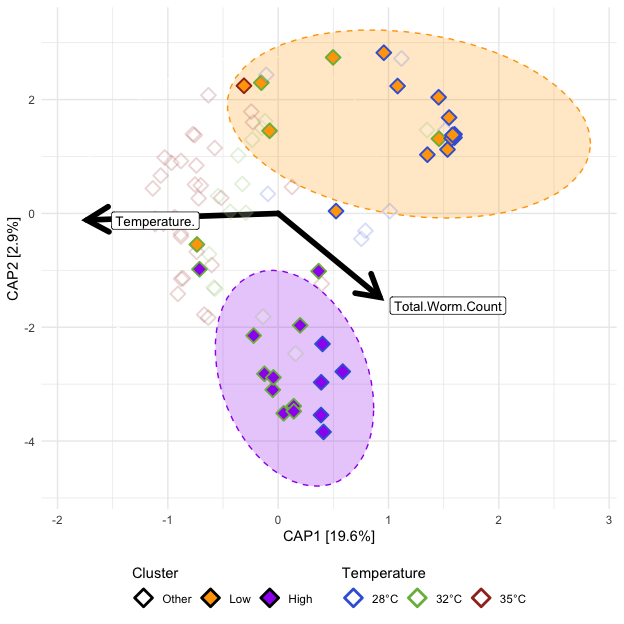 2
0
-2
-4
CAP2 [2.9%]
Temperature.
Total.Worm.Count
-2 -1 0 1 2 3
CAP1 [19.6%]
Cluster Temperature
Other Low High 28°C 32°C 35°C